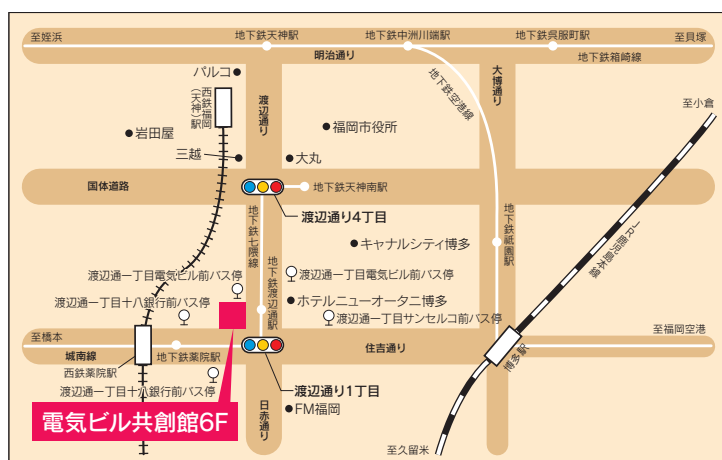 至姪浜
地下鉄天神駅
地下鉄中洲川端駅
地下鉄呉服町駅
至貝塚
明治通り
地下鉄箱崎線
パルコ
西鉄福岡
(天神)駅
渡辺通り
地下鉄空港線
大博通り
至小倉
岩田屋
福岡市役所
三越
大丸
国体道路
地下鉄天神南駅
渡辺通り4丁目
地下鉄七隈線
地下鉄祇園駅
JR鹿児島本線
キャナルシティ博多
渡辺通一丁目電気ビル前バス停
渡辺通一丁目電気ビル前バス停
地下鉄渡辺通駅
渡辺通一丁目十八銀行前バス停
ホテルニューオータニ博多
渡辺通一丁目サンセルコ前バス停
至橋本
至福岡空港
城南線
地下鉄薬院駅
住吉通り
博多駅
西鉄薬院駅
渡辺通り1丁目
渡辺通一丁目十八銀行前バス停
日赤通り
FM福岡
電気ビル共創館6F
至久留米